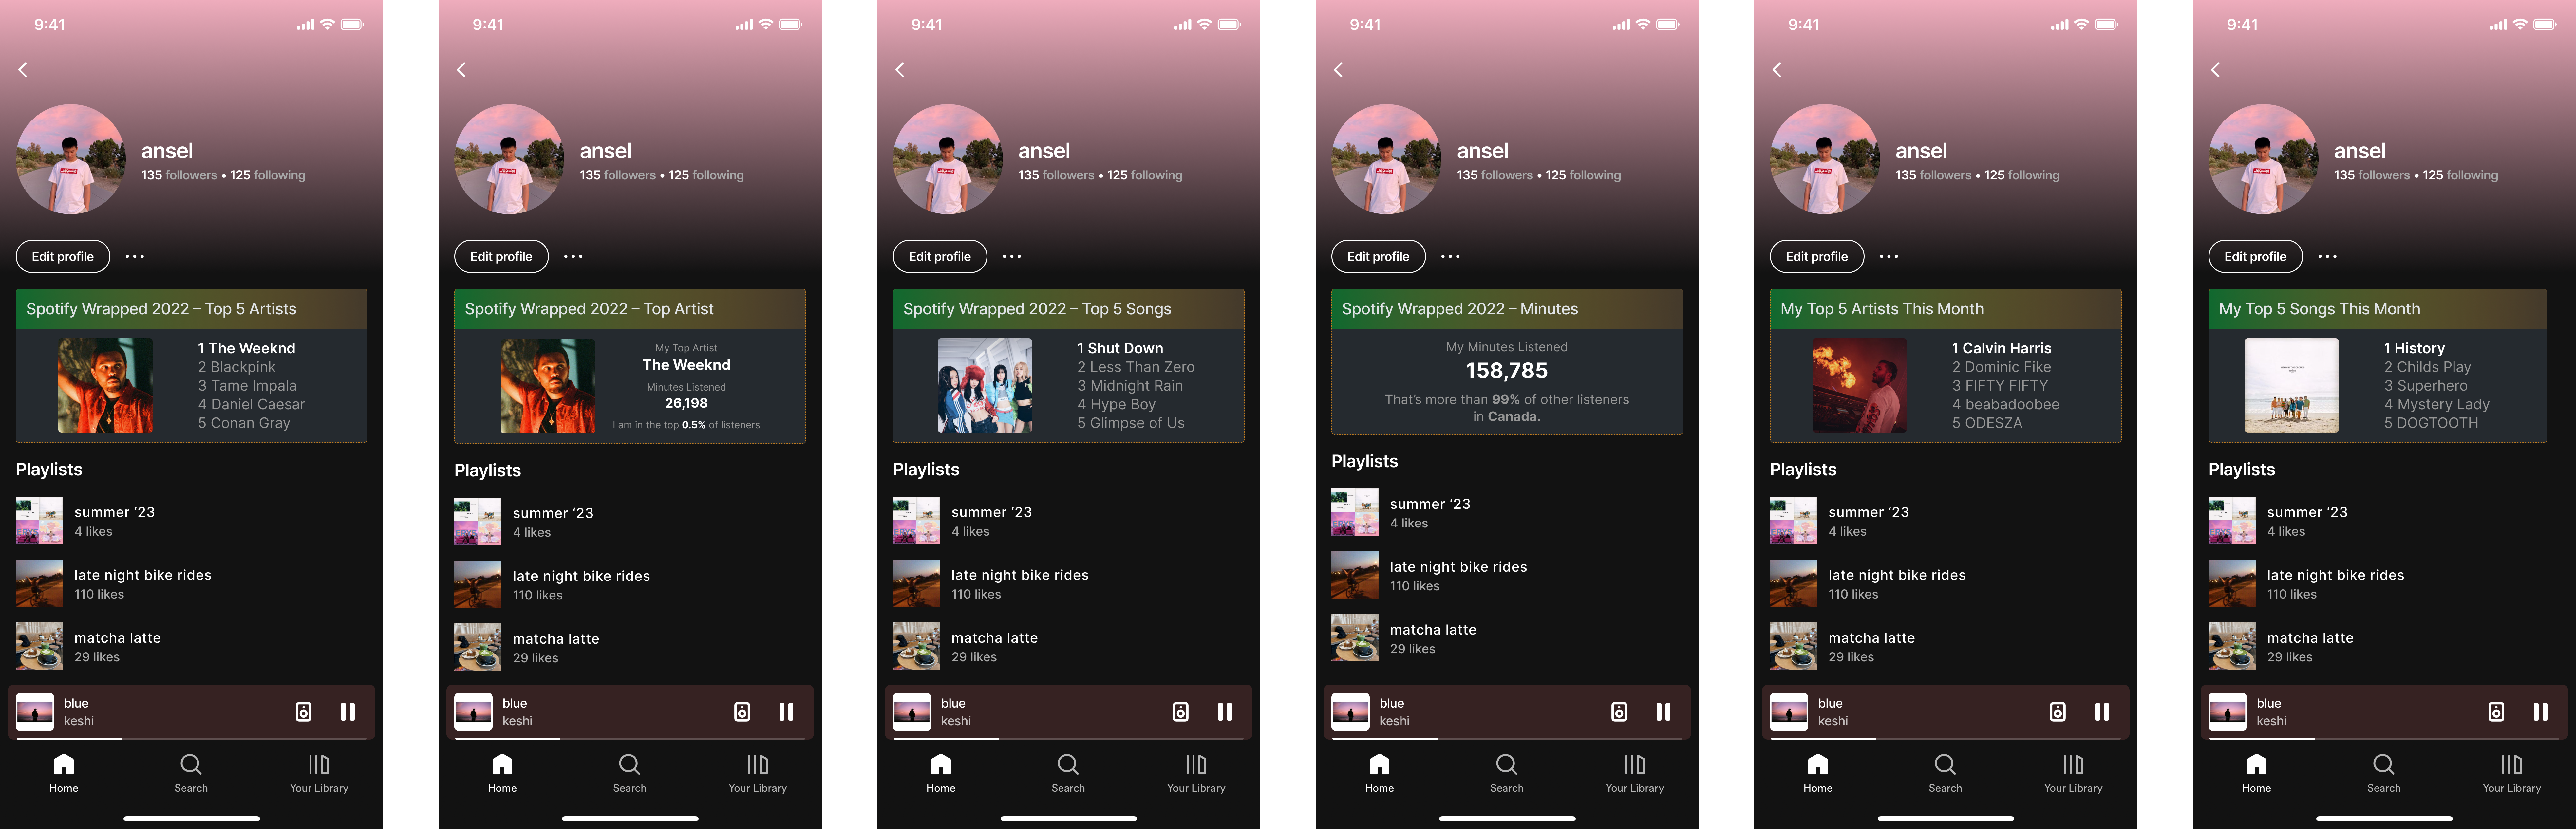 9:41
ansel
135 followers • 125 following
Edit profile
Spotify Wrapped 2022 – Top 5 Artists
1 The Weeknd
2 Blackpink
3 Tame Impala
4 Daniel Caesar
5 Conan Gray
Playlists
summer ‘23
4 likes
late night bike rides
110 likes
matcha latte
29 likes
blue
keshi
Home
Search
Your Library
9:41
ansel
135 followers • 125 following
Edit profile
Spotify Wrapped 2022 – Top Artist
My Top Artist
The Weeknd
Minutes Listened
26,198
I am in the top 0.5% of listeners
Playlists
summer ‘23
4 likes
late night bike rides
110 likes
matcha latte
29 likes
blue
keshi
Home
Search
Your Library
9:41
ansel
135 followers • 125 following
Edit profile
Spotify Wrapped 2022 – Top 5 Songs
1 Shut Down
2 Less Than Zero
3 Midnight Rain
4 Hype Boy
5 Glimpse of Us
Playlists
summer ‘23
4 likes
late night bike rides
110 likes
matcha latte
29 likes
blue
keshi
Home
Search
Your Library
9:41
ansel
135 followers • 125 following
Edit profile
Spotify Wrapped 2022 – Minutes
My Minutes Listened
158,785
That’s more than 99% of other listeners
in Canada.
Playlists
summer ‘23
4 likes
late night bike rides
110 likes
matcha latte
29 likes
blue
keshi
Home
Search
Your Library
9:41
ansel
135 followers • 125 following
Edit profile
My Top 5 Artists This Month
1 Calvin Harris
2 Dominic Fike
3 FIFTY FIFTY
4 beabadoobee
5 ODESZA
Playlists
summer ‘23
4 likes
late night bike rides
110 likes
matcha latte
29 likes
blue
keshi
Home
Search
Your Library
9:41
ansel
135 followers • 125 following
Edit profile
My Top 5 Songs This Month
1 History
2 Childs Play
3 Superhero
4 Mystery Lady
5 DOGTOOTH
Playlists
summer ‘23
4 likes
late night bike rides
110 likes
matcha latte
29 likes
blue
keshi
Home
Search
Your Library